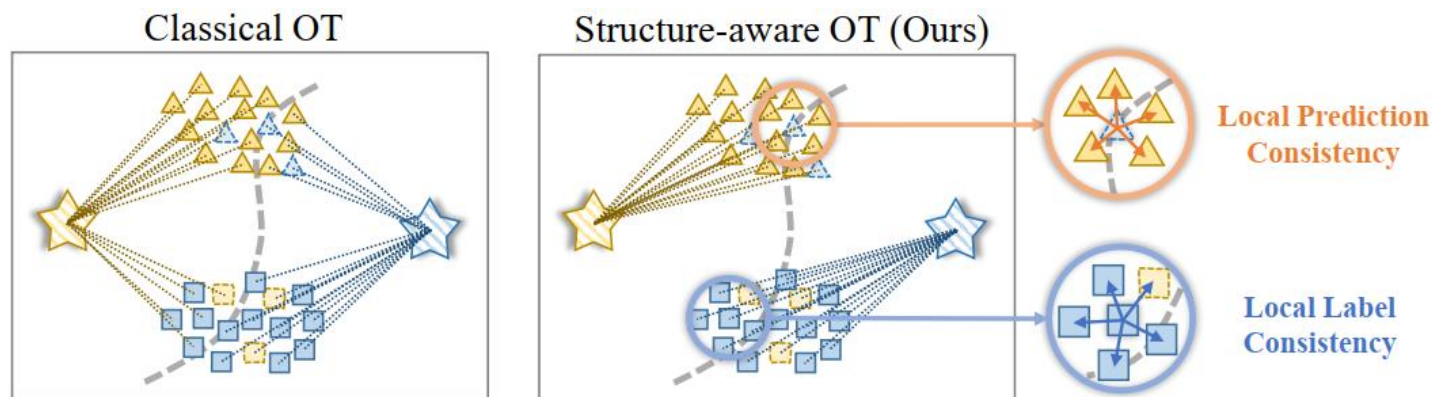 Classical OT
Structure-aware OT (Ours)
Local Prediction
Consistency
Local Label
Consistency